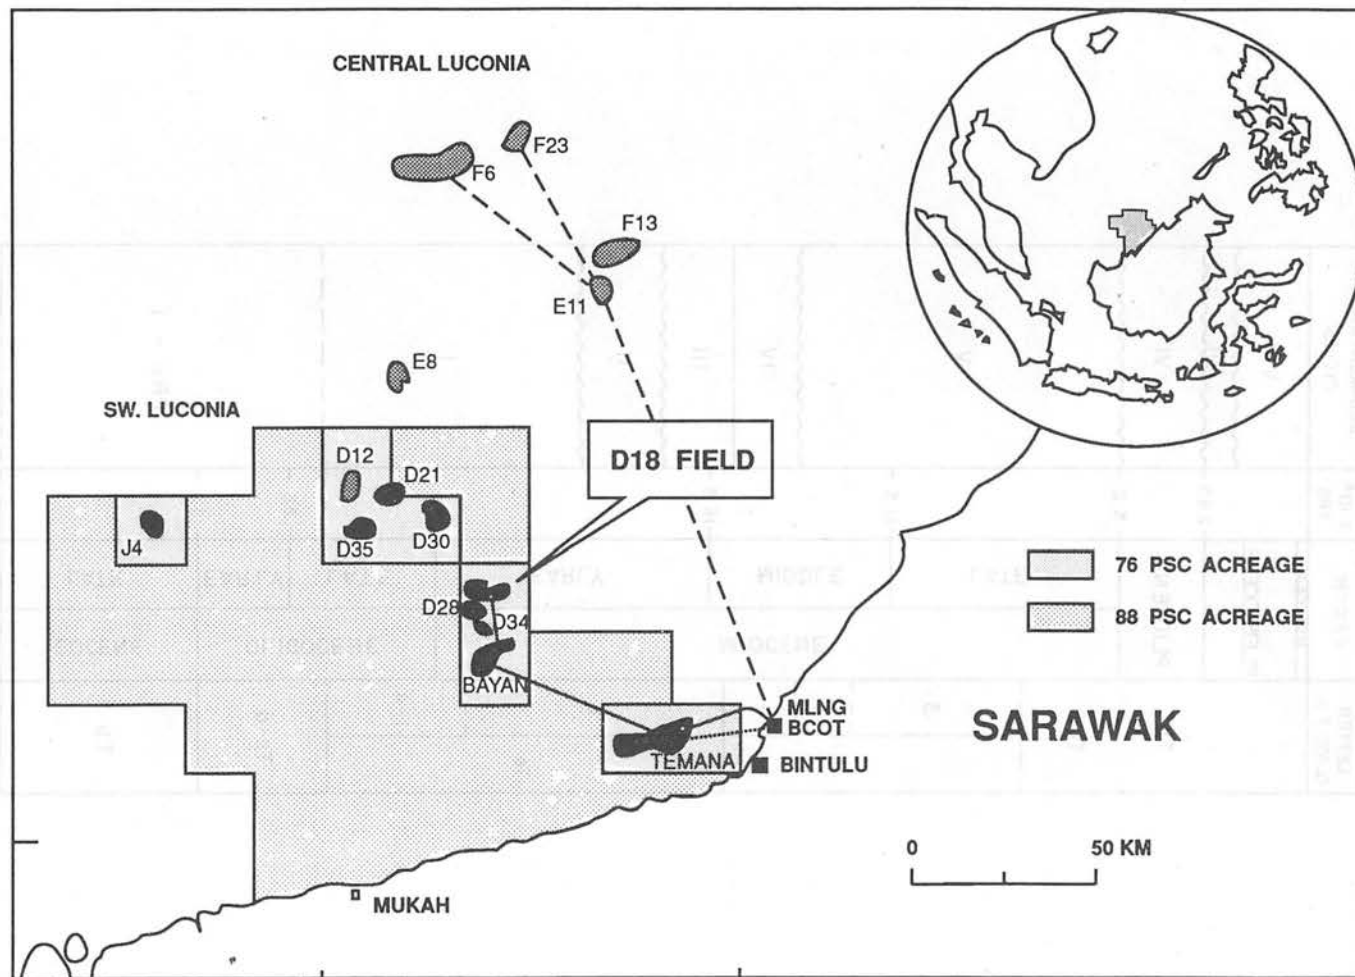 CENTRAL LUCONIA
F23
F6
F13
E11
E8
SW. LUCONIA
D12
D21
D18 FIELD
J4
D35
D30
76 PSC ACREAGE
D28
D34
88 PSC ACREAGE
BAYAN
MLNG
BCOT
SARAWAK
TEMANA
BINTULU
0
50 KM
MUKAH